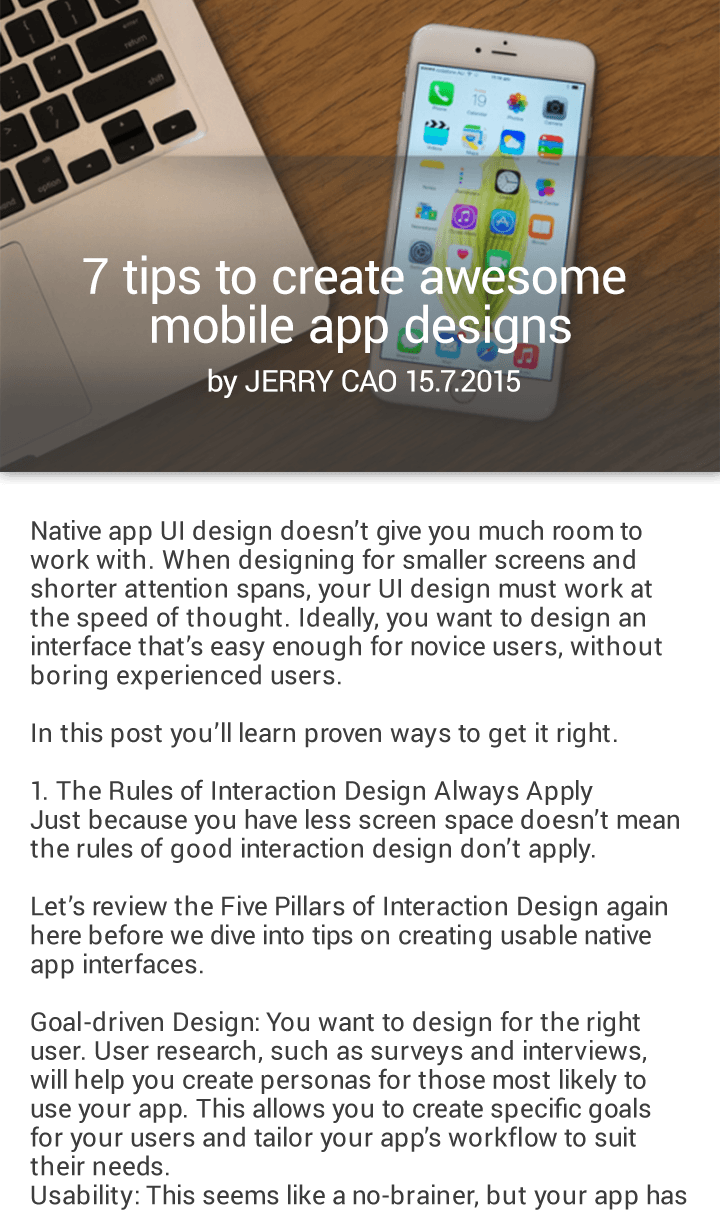 return
shift
option
7 tips to create awesome
mobile app designs
by JERRY CAO 15.7.2015
Native app UI design doesn’t give you much room to
work with. When designing for smaller screens and
shorter attention spans, your UI design must work at
the speed of thought. Ideally, you want to design an
interface that’s easy enough for novice users, without
boring experienced users.
In this post you’ll learn proven ways to get it right.
1. The Rules of Interaction Design Always Apply
Just because you have less screen space doesn’t mean
the rules of good interaction design don’t apply.
Let’s review the Five Pillars of Interaction Design again
here before we dive into tips on creating usable native
app interfaces.
Goal-driven Design: You want to design for the right
user. User research, such as surveys and interviews,
will help you create personas for those most likely to
use your app. This allows you to create specific goals
for your users and tailor your app’s workflow to suit
their needs.
Usability: This seems like a no-brainer, but your app has